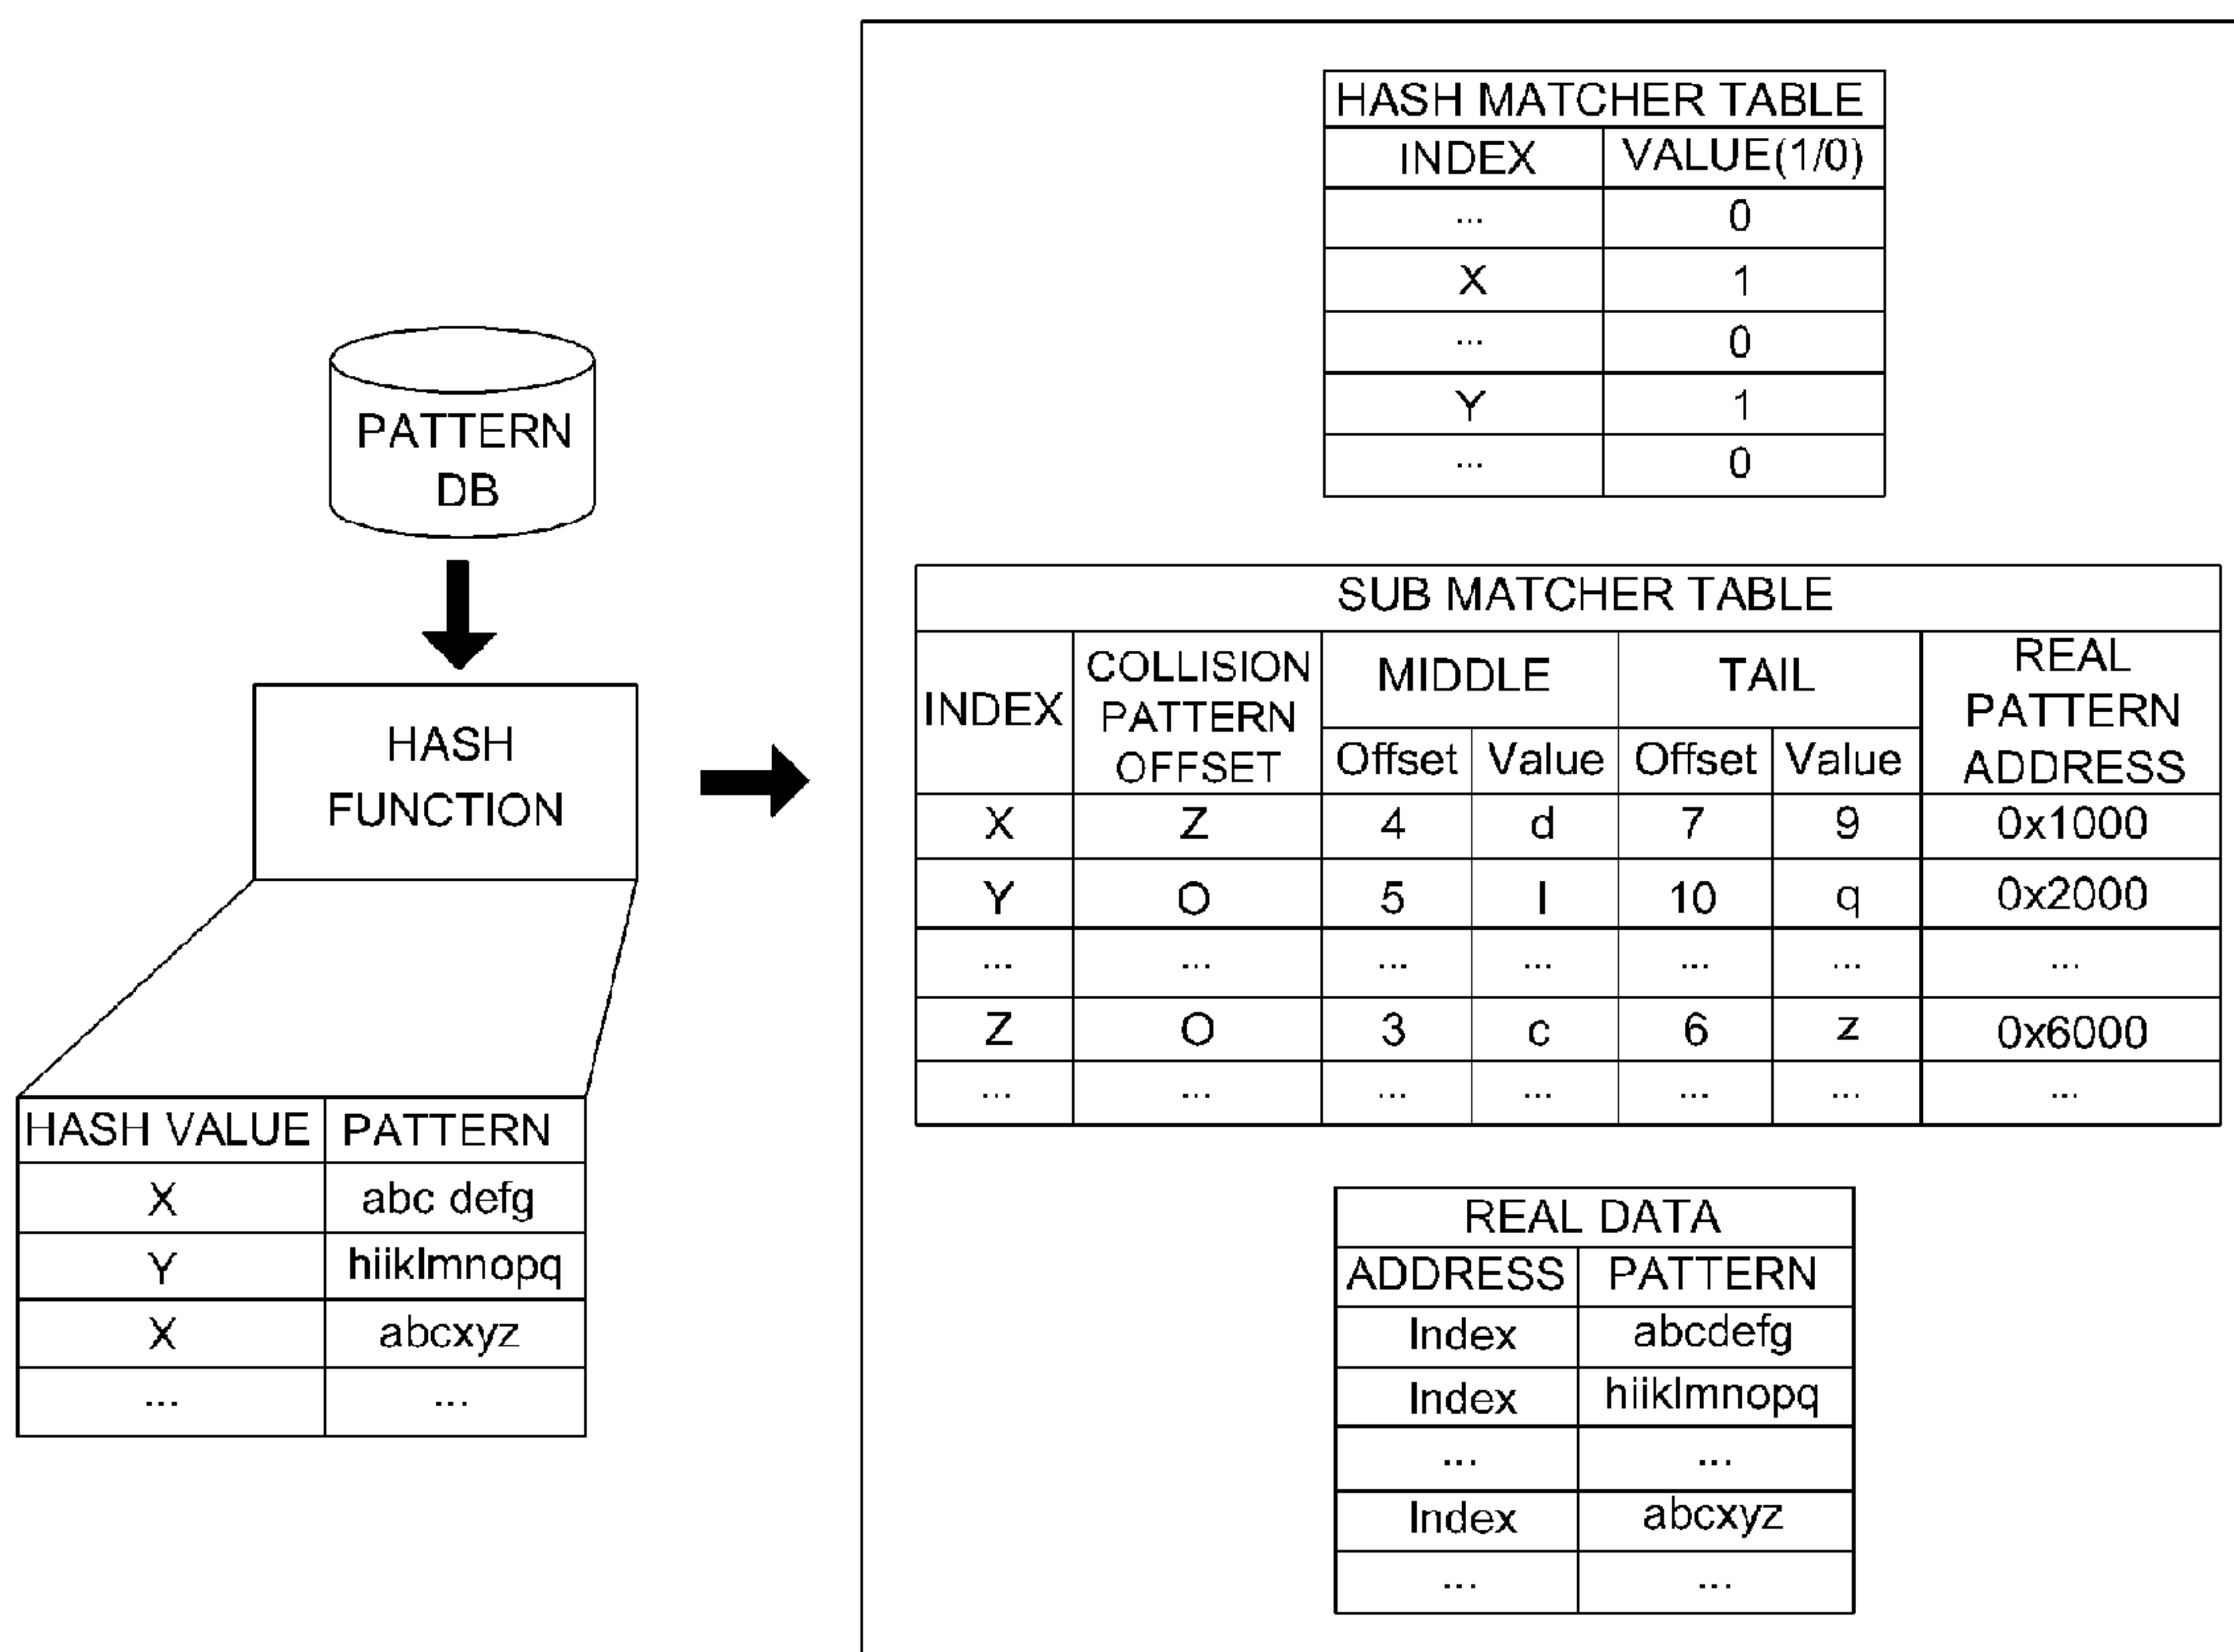 HASH MATCHER TABLE
INDEX VALUE(1/0)
... 0
X 1
... 0
Y 1
... 0
PATTERN
DB
HASH
FUNCTION
HASH VALUE PATTERN
X abc defg
Y hiiklmnopq
X abcxyz
... ...
SUB MATCHER TABLE
INDEX
COLLISION
PATTERN
OFFSET
MIDDLE
TAIL
Offset Value Offset Value
REAL
PATTERN
ADDRESS
X Z 4 d 7 9 0x1000
Y O 5 l 10 q 0x2000
... ... ... ... ... ... ...
Z O 3 c 6 z 0x6000
... ... ... ... ... ... ...
REAL DATA
ADDRESS PATTERN
Index abcdefg
Index hiiklmnopq
... ...
Index abcxyz
... ...